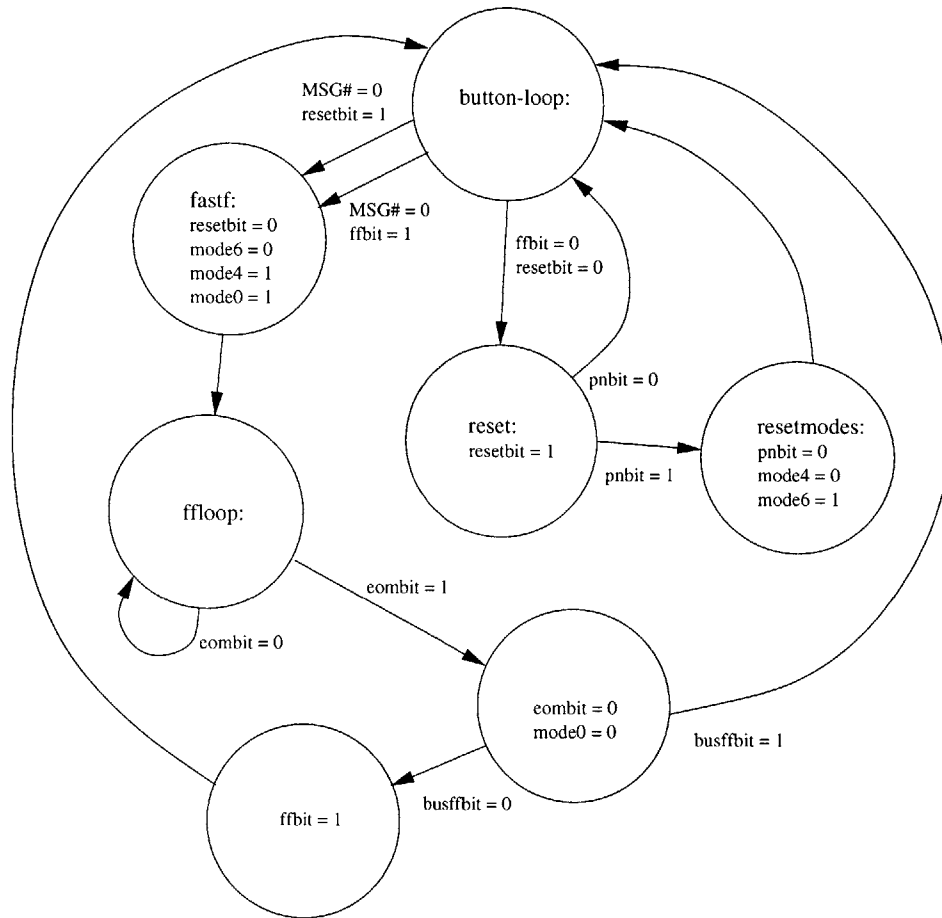 button-loop:
MSG# = 0
resetbit = 1
fastf:
resetbit = 0
mode6 = 0
mode4 = 1
mode0 = 1
MSG# = 0
ffbit = 1
ffbit = 0
resetbit = 0
pnbit = 0
reset:
resetbit = 1
pnbit = 1
resetmodes:
pnbit = 0
mode4 = 0
mode6 = 1
ffloop:
eombit = 1
eombit = 0
eombit = 0
mode0 = 0
busffbit = 1
busffbit = 0
ffbit = 1